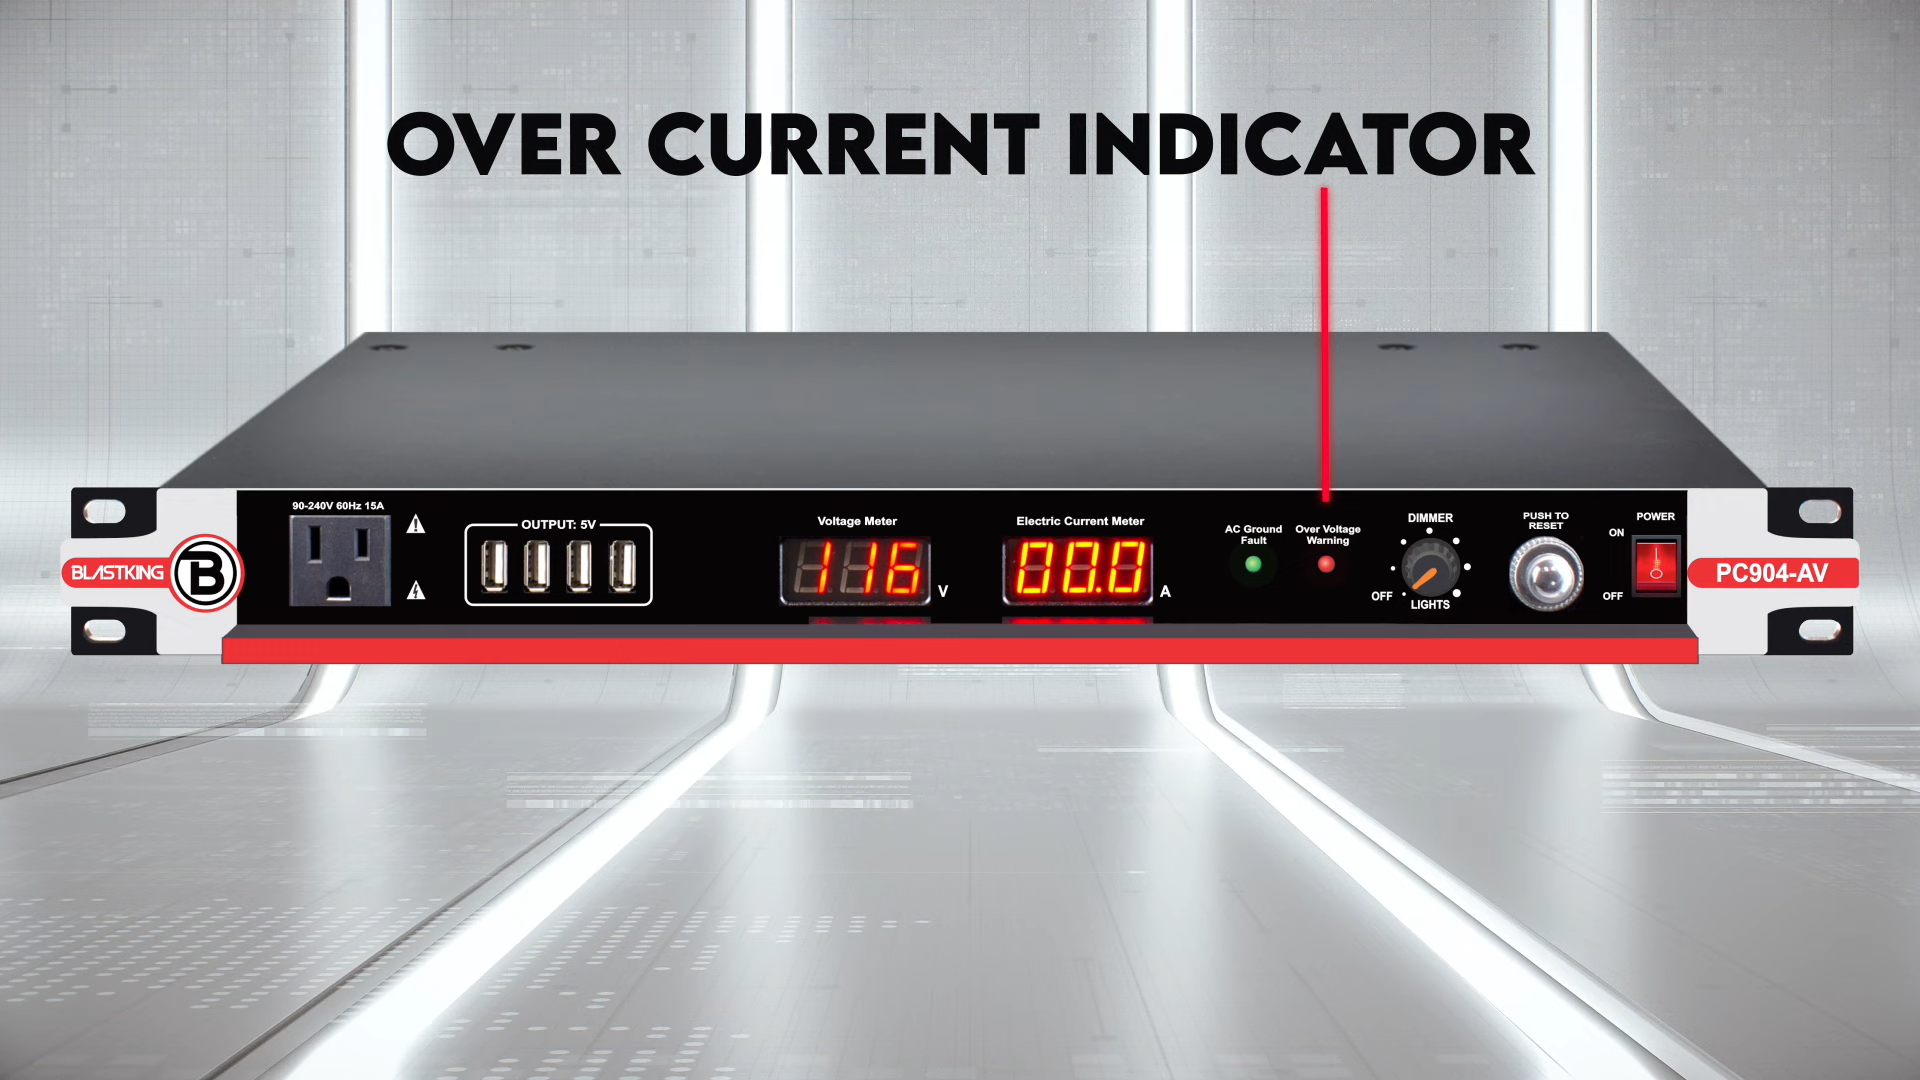 OVER CURRENT INDICATOR
90-240V 60Hz 15A
OUTPUT: 5V
Voltage Meter
116
V
Electric Current Meter
00.0
A
AC Ground
Fault
Over Voltage
Warning
DIMMER
OFF
LIGHTS
PUSH TO
RESET
POWER
ON
OFF
BLASTKING
B
PC904-AV